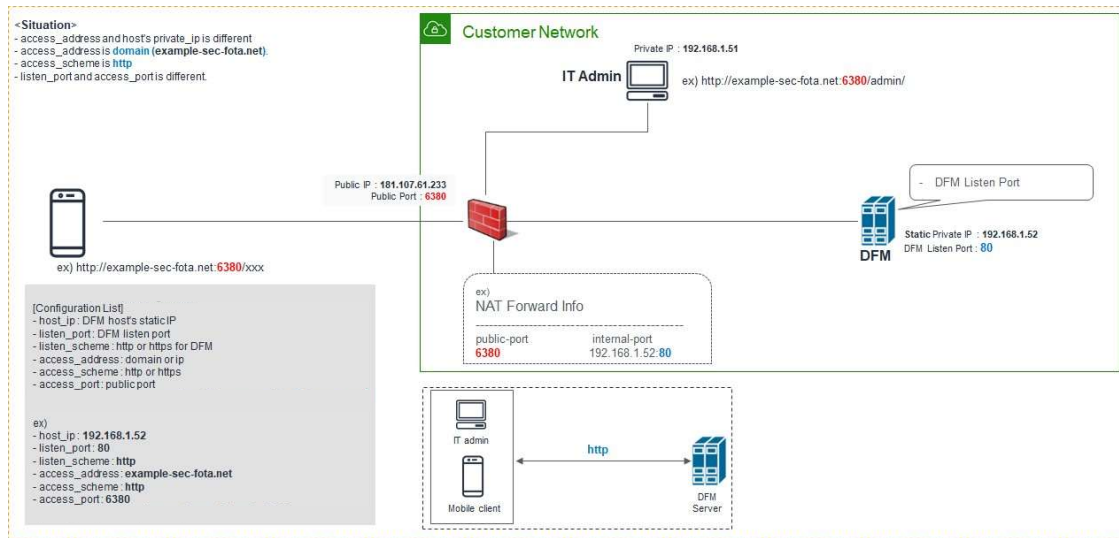 <Situation>
- access_address and host's private_ip is different
- access_address is domain (example-sec-fota.net).
- access_scheme is http
- listen_port and access_port is different.
Customer Network
Private IP : 192.168.1.51
IT Admin
ex) http://example-sec-fota.net:6380/admin/
Public IP : 181.107.61.233
Public Port : 6380
- DFM Listen Port
Static Private IP : 192.168.1.52
DFM Listen Port : 80
DFM
ex) http://example-sec-fota.net:6380/xxx
ex)
NAT Forward Info
public-port internal-port
6380 192.168.1.52:80
[Configuration List]
- host_ip : DFM host's static IP
- listen_port : DFM listen port
- listen_scheme : http or https for DFM
- access_address : domain or ip
- access_scheme : http or https
- access_port : public port
ex)
- host_ip : 192.168.1.52
- listen_port : 80
- listen_scheme : http
- access_address : example-sec-fota.net
- access_scheme : http
- access_port : 6380
IT admin
http
Mobile client
DFM
Server